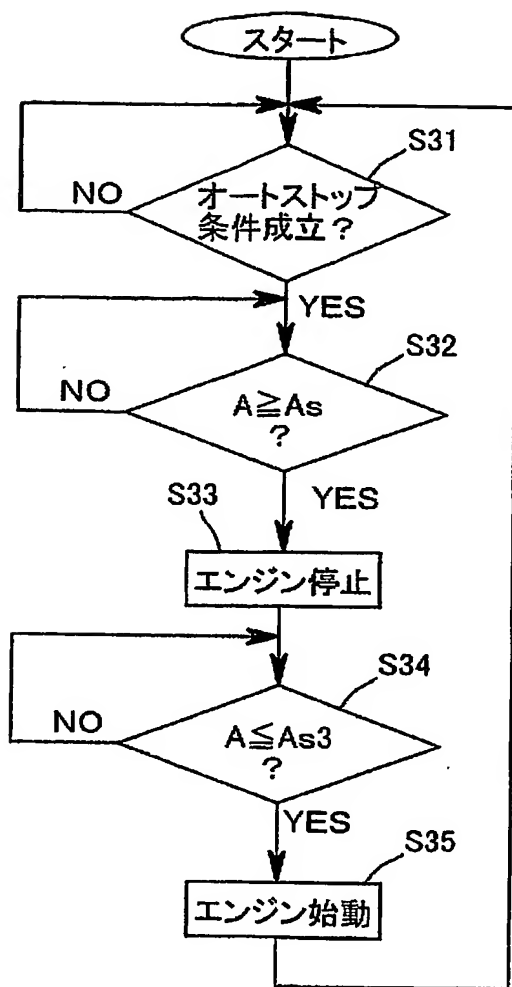 スタート
S31
NO
オートストップ
条件成立?
YES
S32
NO
A≧As
?
YES
S33
エンジン停止
S34
NO
A≦As3
?
YES
S35
エンジン始動